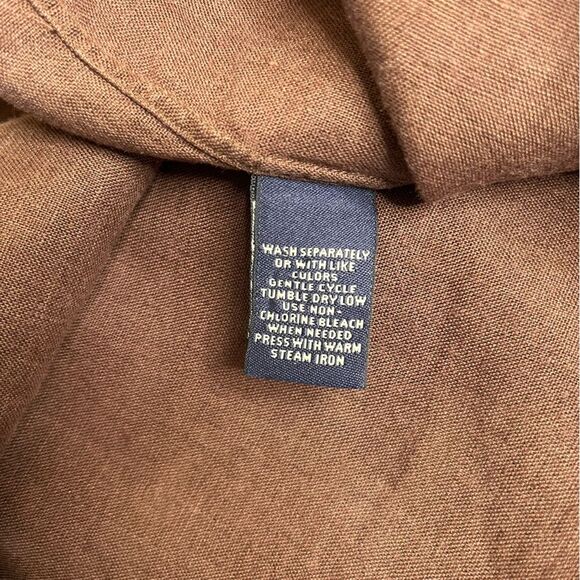 WASH SEPARATELY
OR WITH LIKE
COLORS
GENTLE CYCLE
TUMBLE DRY LOW
USE NON-
CHLORINE BLEACH
WHEN NEEDED
PRESS WITH WARM
STEAM IRON